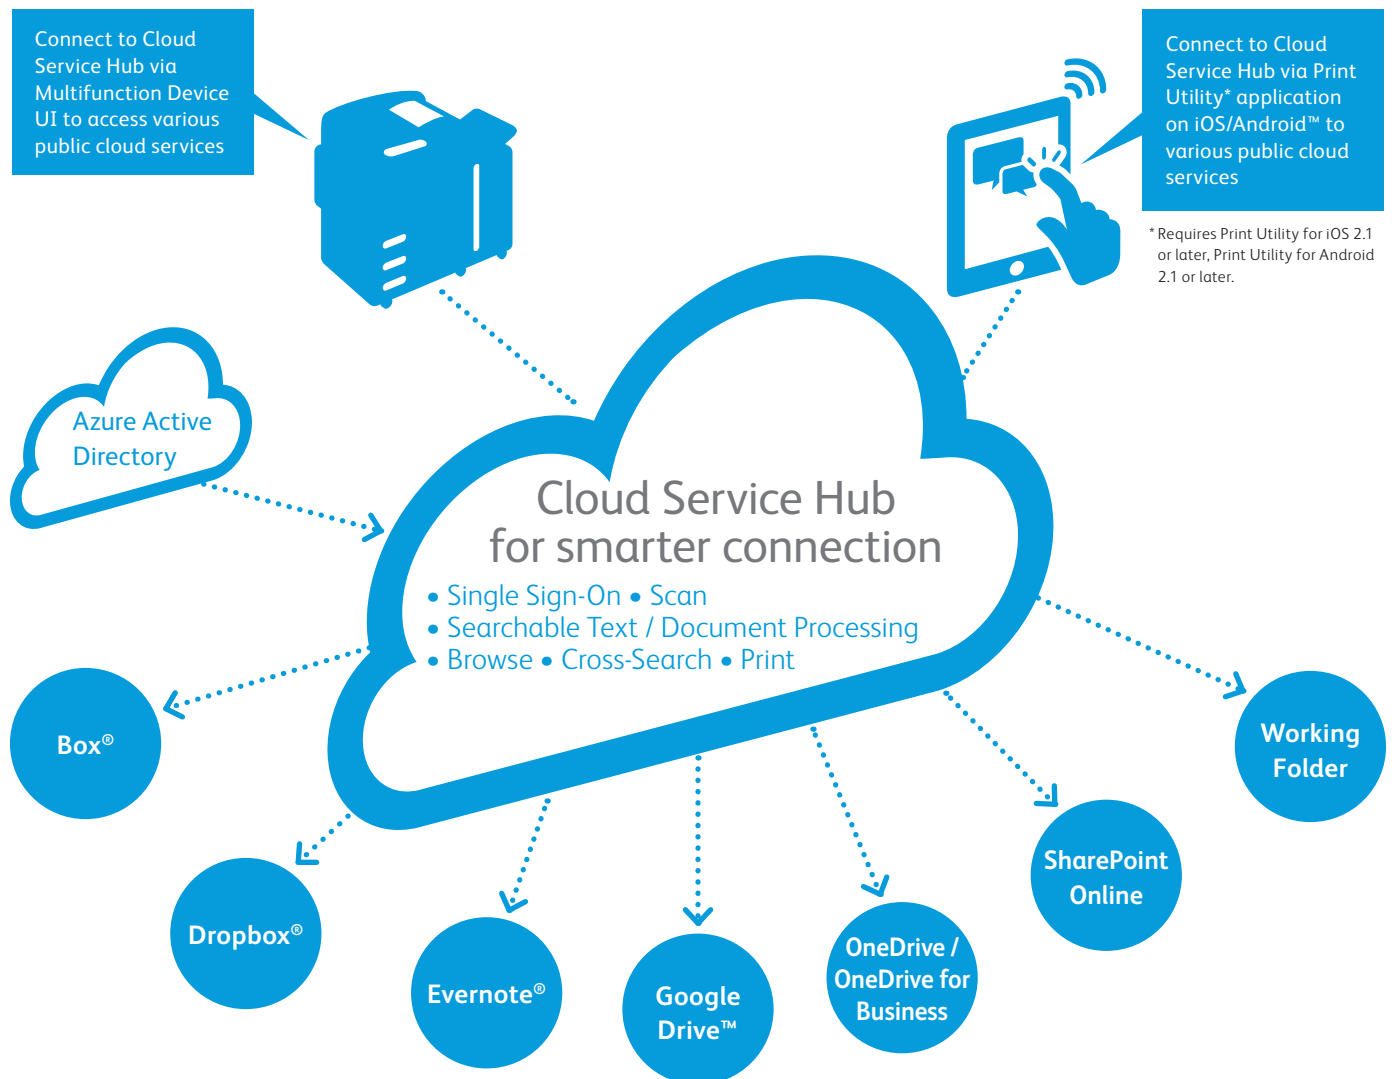 Connect to Cloud
Service Hub via
Multifunction Device
UI to access various
public cloud services
Connect to Cloud
Service Hub via Print
Utility* application
on iOS/Android™ to
various public cloud
services
* Requires Print Utility for iOS 2.1
or later, Print Utility for Android
2.1 or later.
Azure Active
Directory
Cloud Service Hub
for smarter connection
• Single Sign-On • Scan
• Searchable Text / Document Processing
• Browse • Cross-Search • Print
Box®
Dropbox®
Evernote®
Google
Drive™
OneDrive /
OneDrive for
Business
SharePoint
Online
Working
Folder